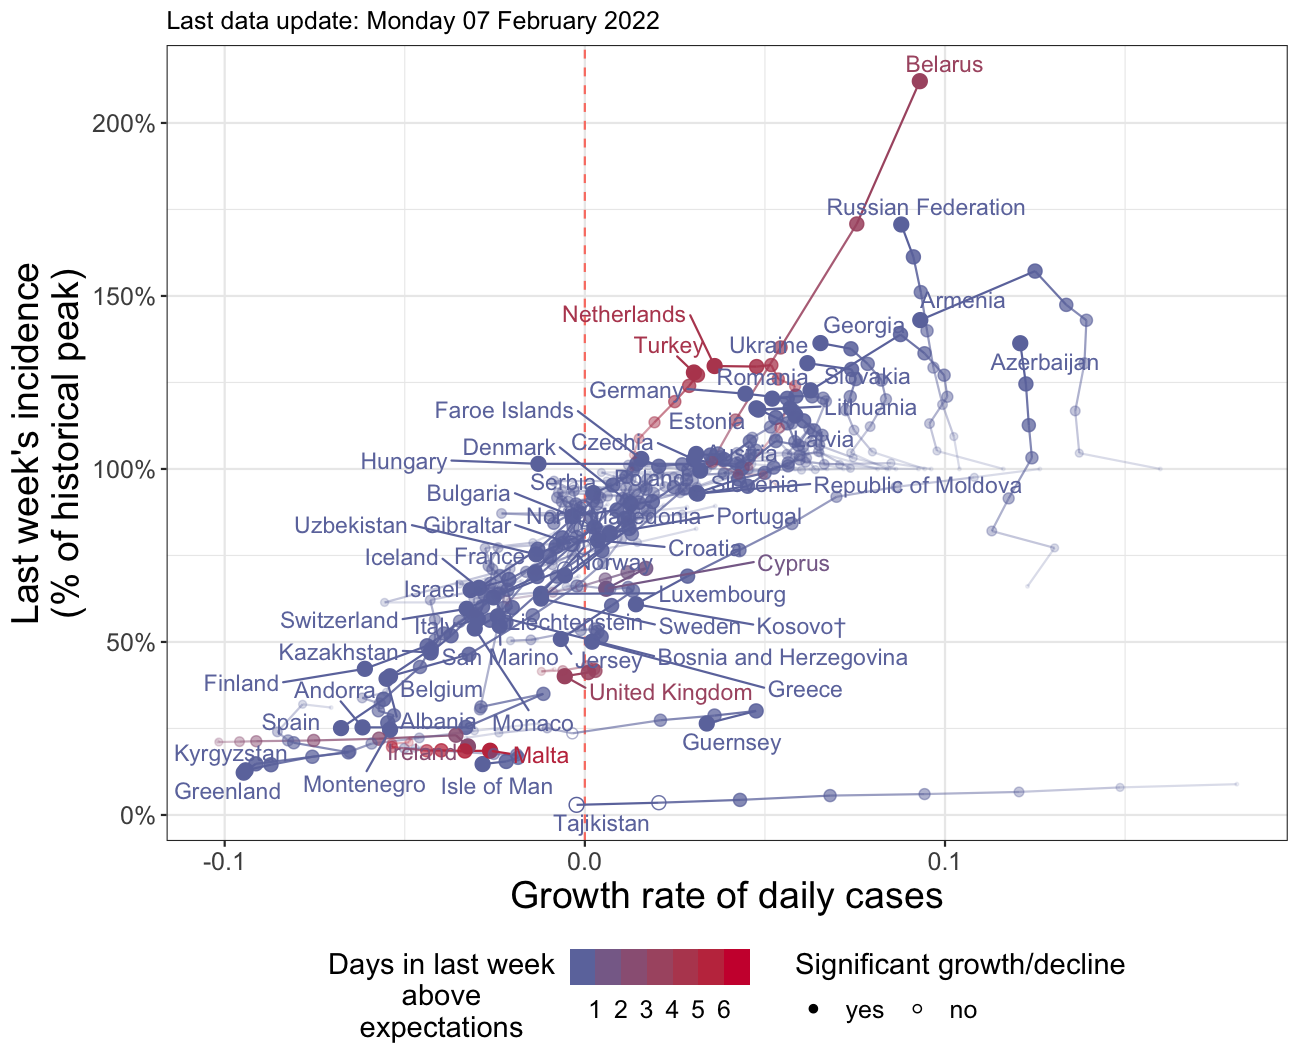 Last data update: Monday 07 February 2022
Last week's incidence
(% of historical peak)
200%
150%
100%
50%
0%
Belarus
Russian Federation
Armenia
Netherlands
Georgia
Turkey
Ukraine
Azerbaijan
Romania
Slovakia
Germany
Faroe Islands
Lithuania
Estonia
Denmark
Czechia
Latvia
Hungary
Austria
Serbia
Poland
Slovenia
Republic of Moldova
Bulgaria
Uzbekistan
Gibraltar
North Macedonia
Portugal
Iceland
France
Croatia
Norway
Cyprus
Israel
Luxembourg
Switzerland
Italy
Liechtenstein
Sweden
Kosovo†
Kazakhstan
San Marino
Jersey
Bosnia and Herzegovina
Finland
Andorra
Belgium
United Kingdom
Greece
Spain
Albania
Monaco
Guernsey
Kyrgyzstan
Ireland
Malta
Greenland
Montenegro
Isle of Man
Tajikistan
-0.1
0.0
0.1
Growth rate of daily cases
Days in last week
above
expectations
1 2 3 4 5 6
Significant growth/decline
yes
no